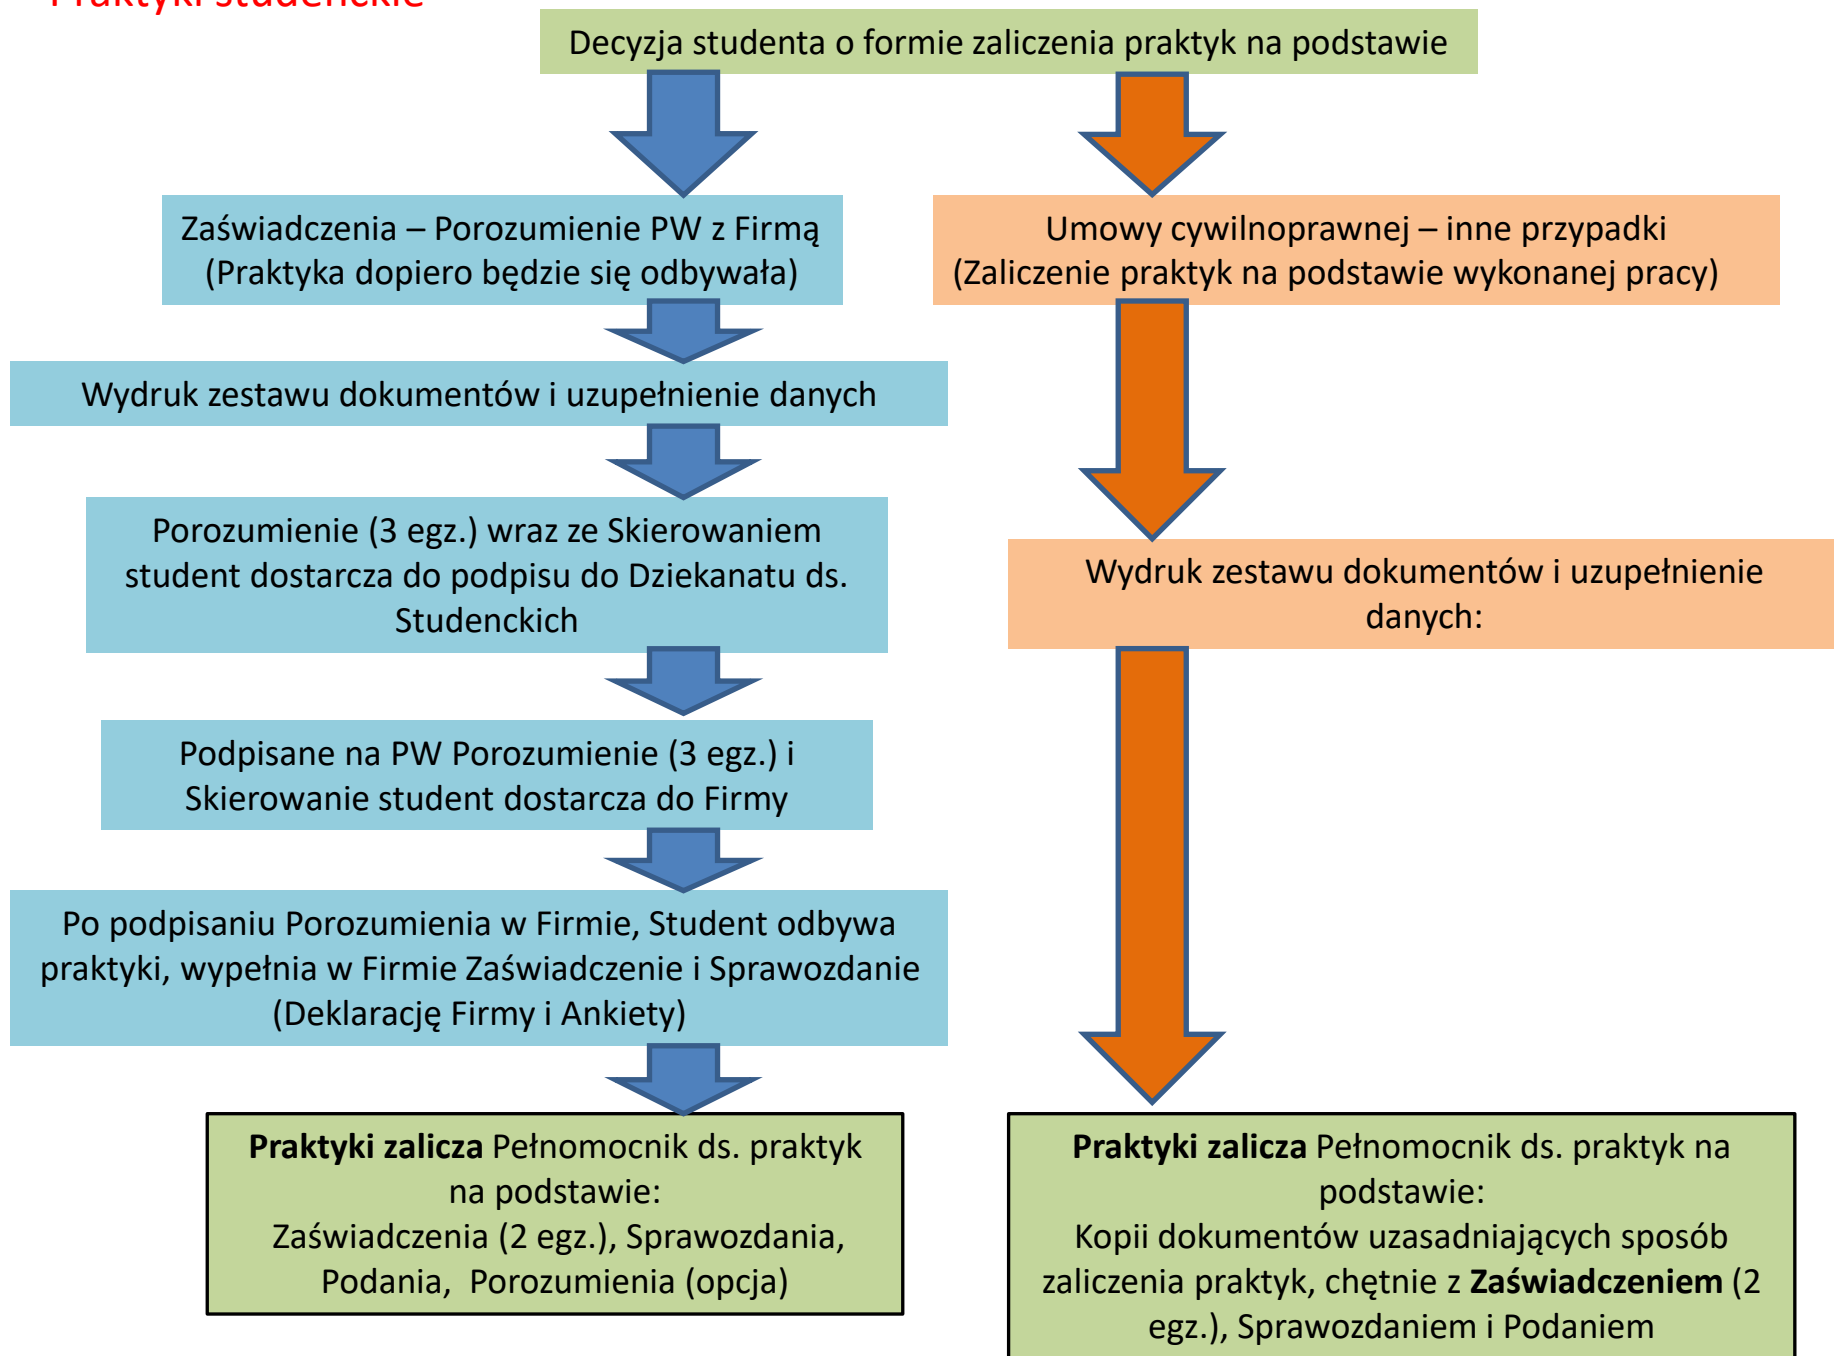 Praktyki studenckie
Decyzja studenta o formie zaliczenia praktyk na podstawie
Zaświadczenia – Porozumienie PW z Firmą
(Praktyka dopiero będzie się odbywała)
Wydruk zestawu dokumentów i uzupełnienie danych
Porozumienie (3 egz.) wraz ze Skierowaniem
student dostarcza do podpisu do Dziekanatu ds.
Studenckich
Podpisane na PW Porozumienie (3 egz.) i
Skierowanie student dostarcza do Firmy
Po podpisaniu Porozumienia w Firmie, Student odbywa
praktyki, wypełnia w Firmie Zaświadczenie i Sprawozdanie
(Deklarację Firmy i Ankiety)
Praktyki zalicza Pełnomocnik ds. praktyk
na podstawie:
Zaświadczenia (2 egz.), Sprawozdania,
Podania, Porozumienia (opcja)
Umowy cywilnoprawnej – inne przypadki
(Zaliczenie praktyk na podstawie wykonanej pracy)
Wydruk zestawu dokumentów i uzupełnienie
danych:
Praktyki zalicza Pełnomocnik ds. praktyk na
podstawie:
Kopii dokumentów uzasadniających sposób
zaliczenia praktyk, chętnie z Zaświadczeniem (2
egz.), Sprawozdaniem i Podaniem